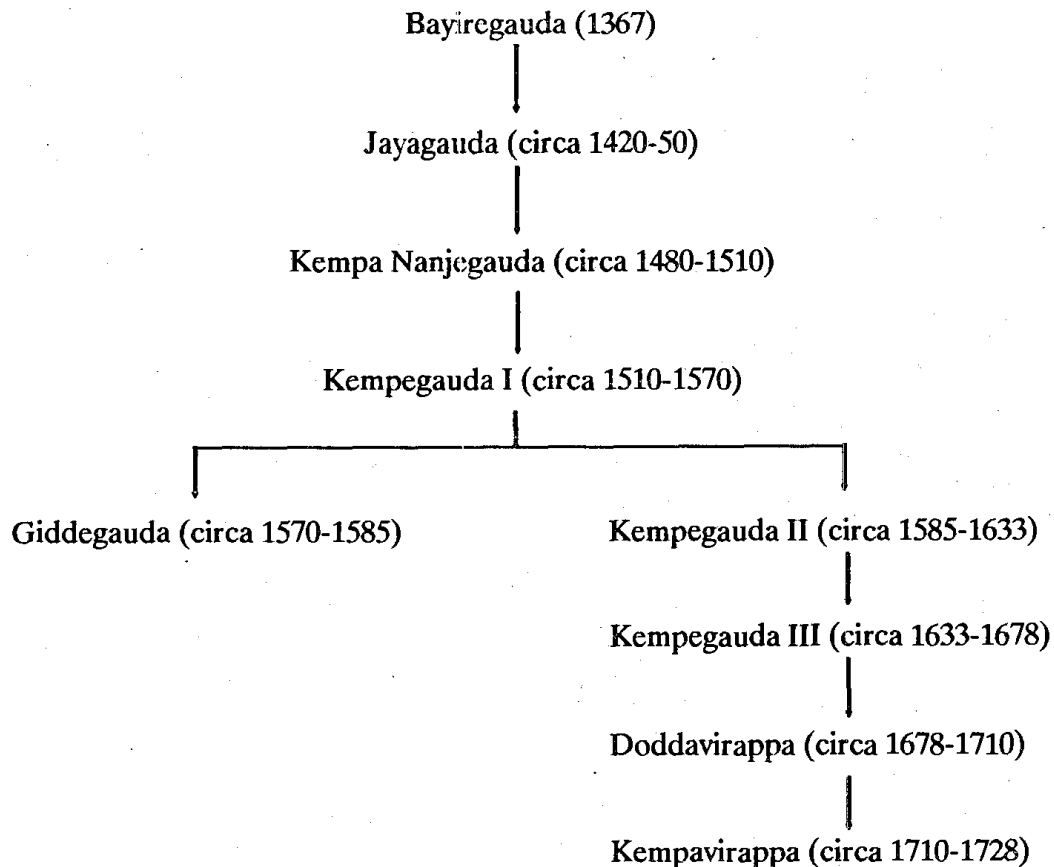 Bayiregauda (1367)
Jayagauda (circa 1420-50)
Kempa Nanjegauda (circa 1480-1510)
Kempegauda I (circa 1510-1570)
Giddegauda (circa 1570-1585)
Kempegauda II (circa 1585-1633)
Kempegauda III (circa 1633-1678)
Doddavirappa (circa 1678-1710)
Kempavirappa (circa 1710-1728)